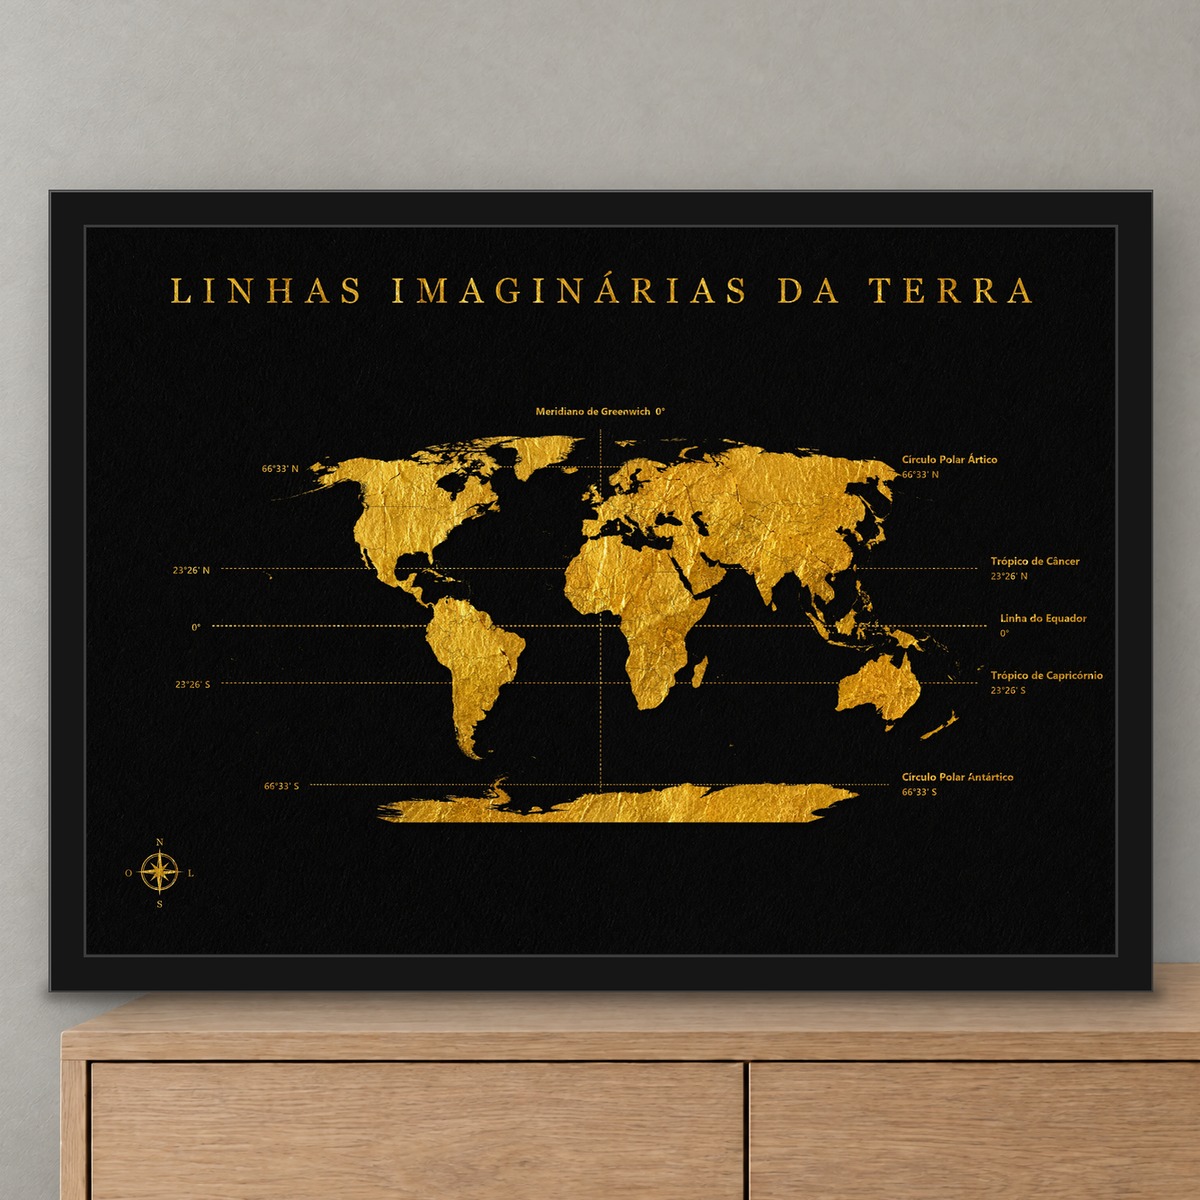 LINHAS IMAGINÁRIAS DA TERRA
Meridiano de Greenwich 0°
66°33' N
Círculo Polar Ártico
66°33' N
23°26' N
Trópico de Câncer
23°26' N
0°
Linha do Equador
0°
23°26' S
Trópico de Capricórnio
23°26' S
66°33' S
Círculo Polar Antártico
66°33' S
N
O L
S